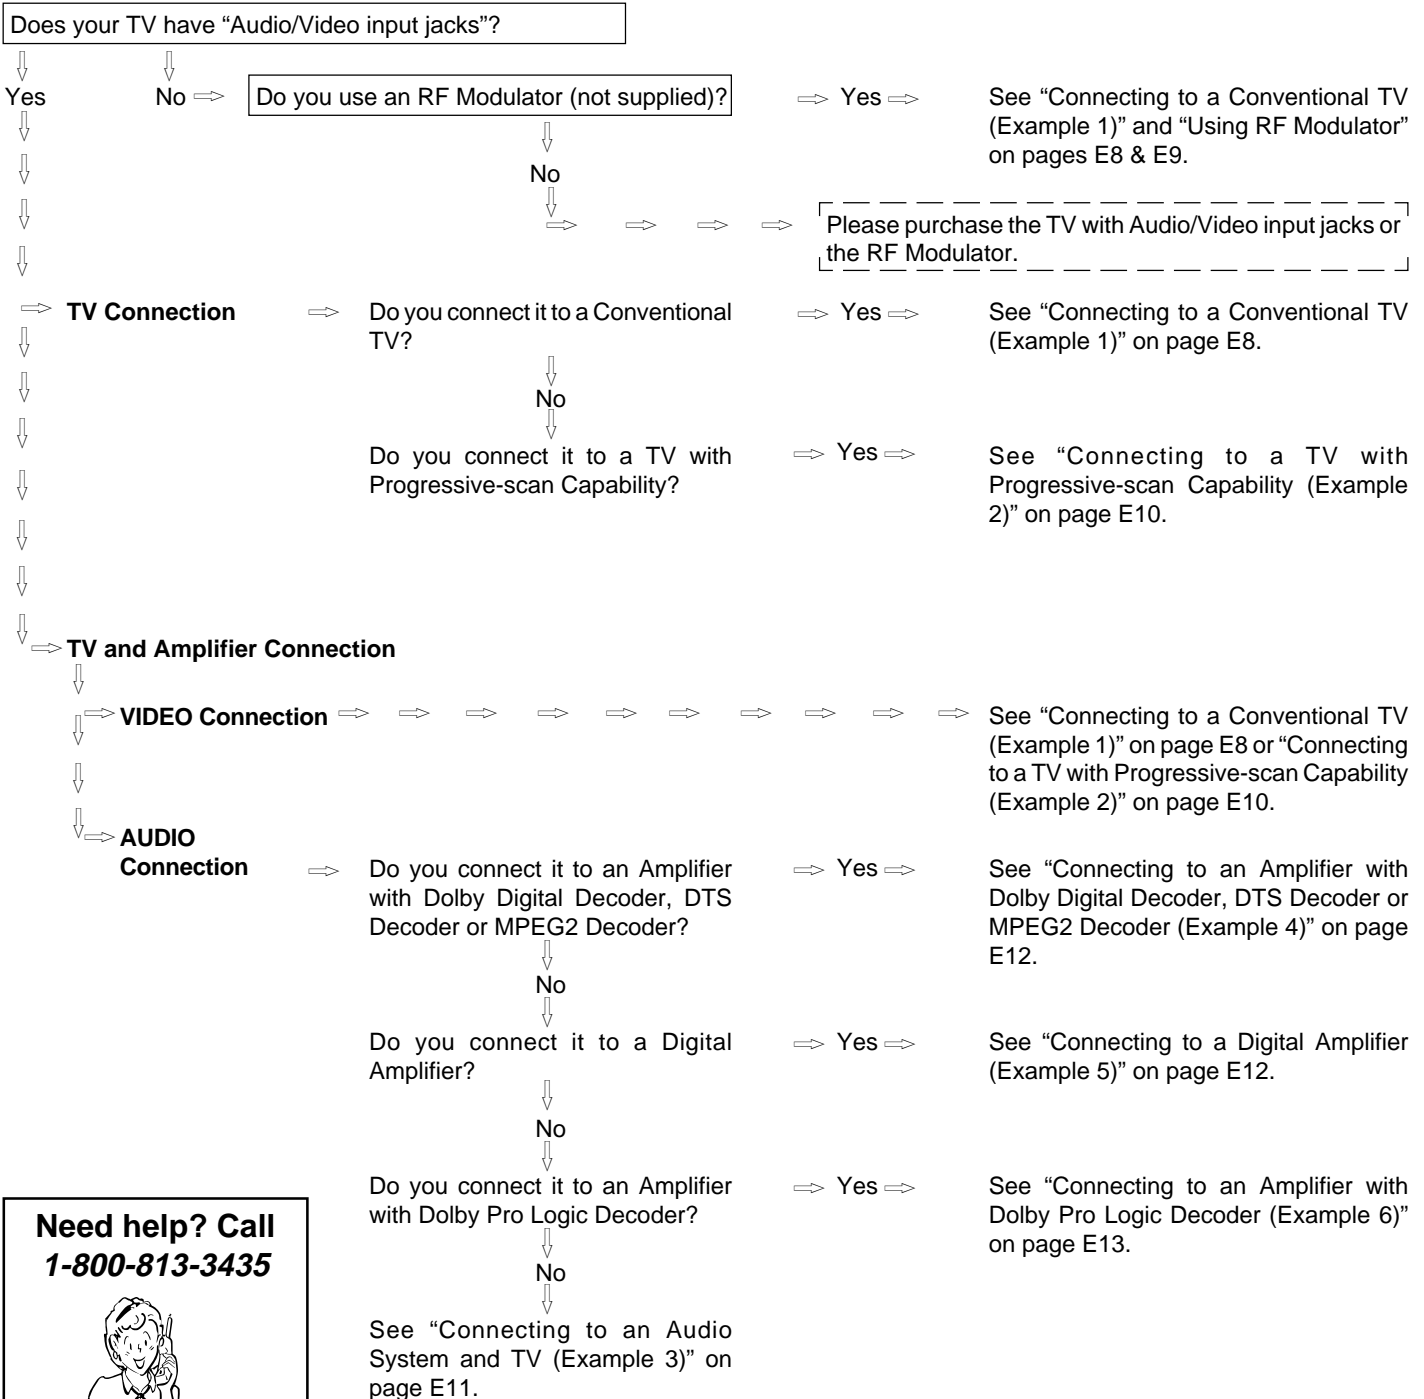 Does your TV have “Audio/Video input jacks”?
Yes
No
Do you use an RF Modulator (not supplied)?
Yes
See “Connecting to a Conventional TV
(Example 1)” and “Using RF Modulator”
on pages E8 & E9.
No
Please purchase the TV with Audio/Video input jacks or
the RF Modulator.
TV Connection
Do you connect it to a Conventional
TV?
Yes
See “Connecting to a Conventional TV
(Example 1)” on page E8.
No
Do you connect it to a TV with
Progressive-scan Capability?
Yes
See “Connecting to a TV with
Progressive-scan Capability (Example
2)” on page E10.
TV and Amplifier Connection
VIDEO Connection
See “Connecting to a Conventional TV
(Example 1)” on page E8 or “Connecting
to a TV with Progressive-scan Capability
(Example 2)” on page E10.
AUDIO
Connection
Do you connect it to an Amplifier
with Dolby Digital Decoder, DTS
Decoder or MPEG2 Decoder?
Yes
See “Connecting to an Amplifier with
Dolby Digital Decoder, DTS Decoder or
MPEG2 Decoder (Example 4)” on page
E12.
No
Do you connect it to a Digital
Amplifier?
Yes
See “Connecting to a Digital Amplifier
(Example 5)” on page E12.
No
Do you connect it to an Amplifier
with Dolby Pro Logic Decoder?
Yes
See “Connecting to an Amplifier with
Dolby Pro Logic Decoder (Example 6)”
on page E13.
No
See “Connecting to an Audio
System and TV (Example 3)” on
page E11.
Need help? Call
1-800-813-3435